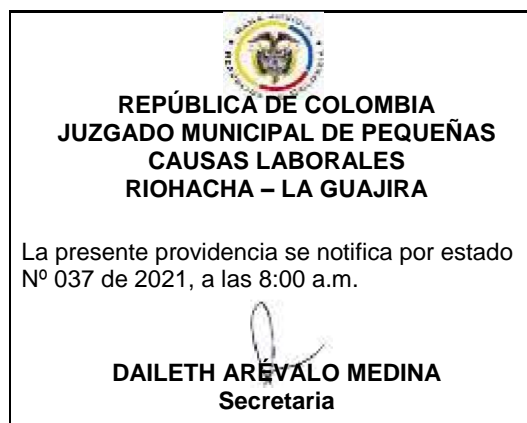 REPÚBLICA DE COLOMBIA
JUZGADO MUNICIPAL DE PEQUEÑAS
CAUSAS LABORALES
RIOHACHA – LA GUAJIRA
La presente providencia se notifica por estado
Nº 037 de 2021, a las 8:00 a.m.
DAILETH ARÉVALO MEDINA
Secretaria